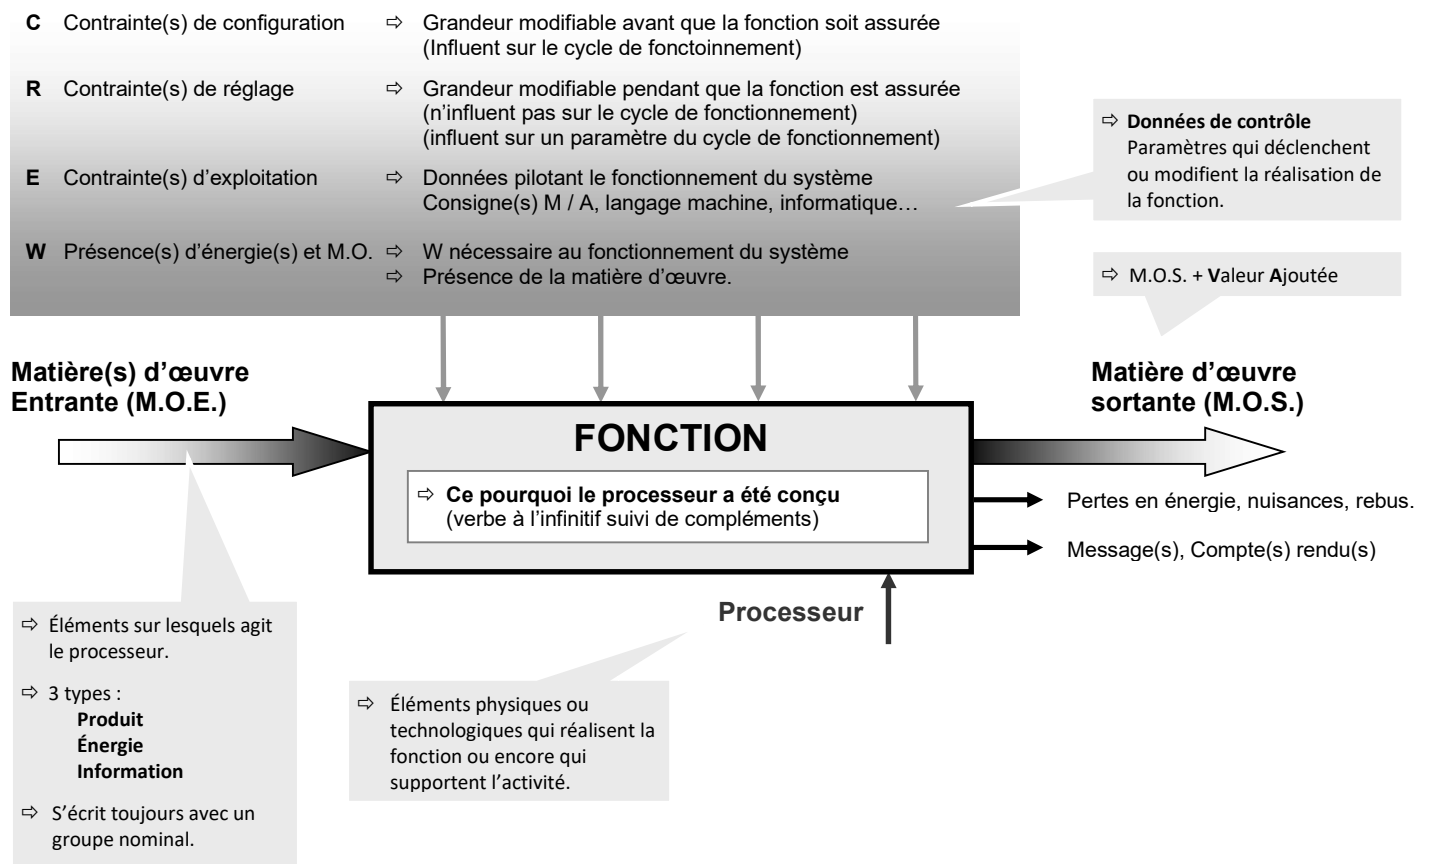 C Contrainte(s) de configuration ⇨ Grandeur modifiable avant que la fonction soit assurée
(Influent sur le cycle de fonctoinnement)
R Contrainte(s) de réglage ⇨ Grandeur modifiable pendant que la fonction est assurée
(n’influent pas sur le cycle de fonctionnement)
(influent sur un paramètre du cycle de fonctionnement)
E Contrainte(s) d’exploitation ⇨ Données pilotant le fonctionnement du système
Consigne(s) M / A, langage machine, informatique…
W Présence(s) d’énergie(s) et M.O. ⇨ W nécessaire au fonctionnement du système
⇨ Présence de la matière d’œuvre.
⇨ Données de contrôle
Paramètres qui déclenchent
ou modifient la réalisation de
la fonction.
⇨ M.O.S. + Valeur Ajoutée
Matière(s) d’œuvre
Entrante (M.O.E.)
Matière d’œuvre
sortante (M.O.S.)
FONCTION
⇨ Ce pourquoi le processeur a été conçu
(verbe à l’infinitif suivi de compléments)
Pertes en énergie, nuisances, rebus.
Message(s), Compte(s) rendu(s)
Processeur
⇨ Éléments sur lesquels agit
le processeur.
⇨ 3 types :
Produit
Énergie
Information
⇨ S’écrit toujours avec un
groupe nominal.
⇨ Éléments physiques ou
technologiques qui réalisent la
fonction ou encore qui
supportent l’activité.